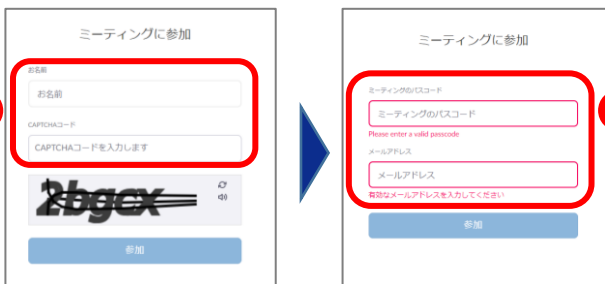 ミーティングに参加
お名前
お名前
CAPTCHAコード
CAPTCHAコードを入力します
2bgcx
参加
ミーティングに参加
ミーティングのパスコード
ミーティングのパスコード
Please enter a valid passcode
メールアドレス
メールアドレス
有効なメールアドレスを入力してください
参加